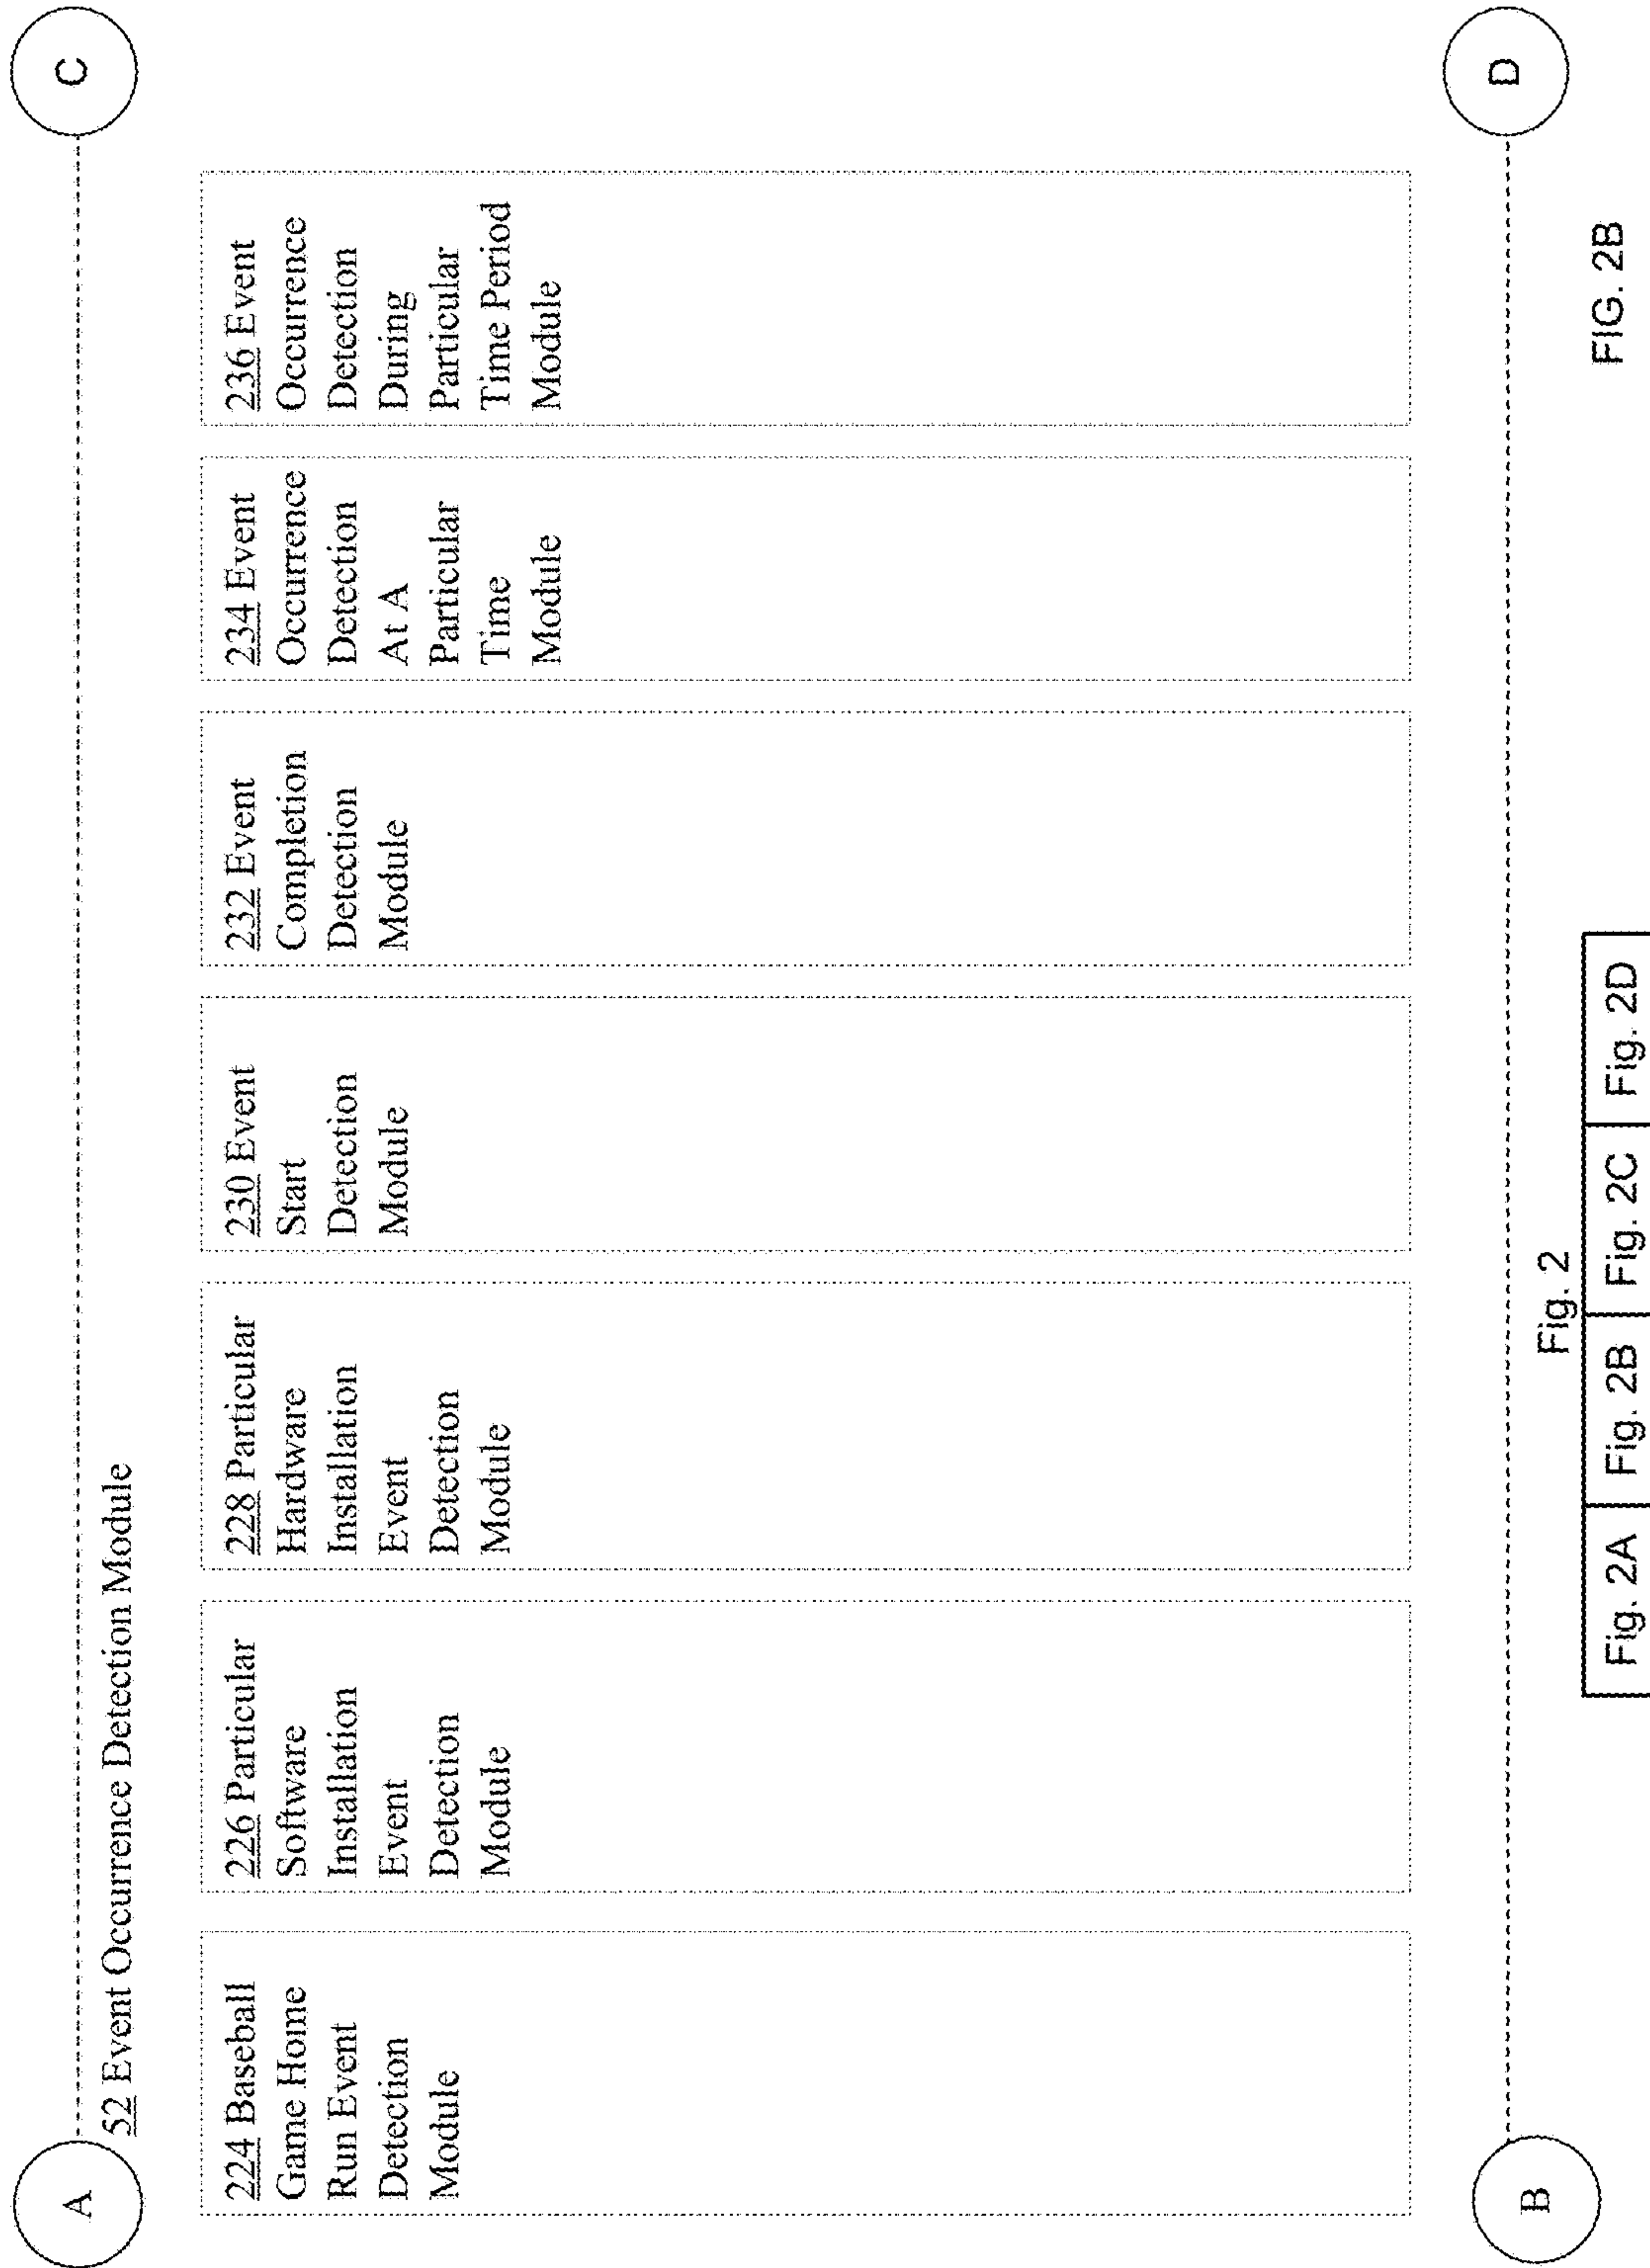 A
C
52 Event Occurrence Detection Module
224 Baseball
Game Home
Run Event
Detection
Module
226 Particular
Software
Installation
Event
Detection
Module
228 Particular
Hardware
Installation
Event
Detection
Module
230 Event
Start
Detection
Module
232 Event
Completion
Detection
Module
234 Event
Occurrence
Detection
At A
Particular
Time
Module
236 Event
Occurrence
Detection
During
Particular
Time Period
Module
B
D
Fig. 2
Fig. 2A Fig. 2B Fig. 2C Fig. 2D
FIG. 2B